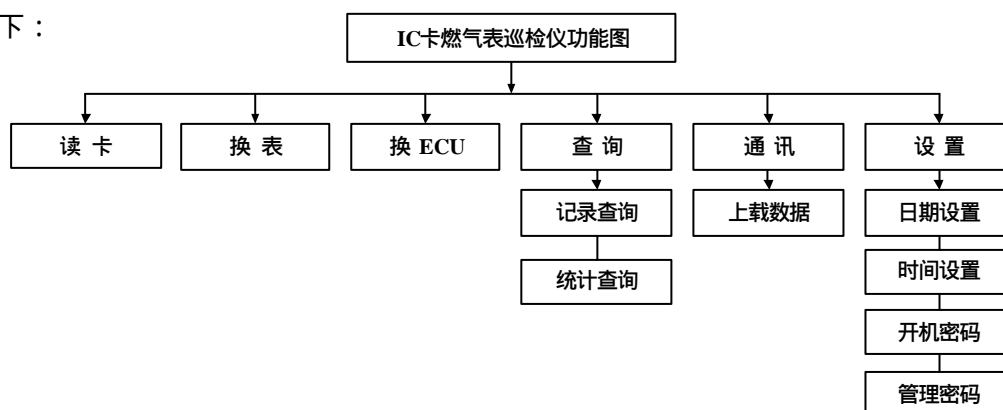 下：
IC卡燃气表巡检仪功能图
读 卡
换 表
换 ECU
查 询
通 讯
设 置
记录查询
上载数据
日期设置
统计查询
时间设置
开机密码
管理密码